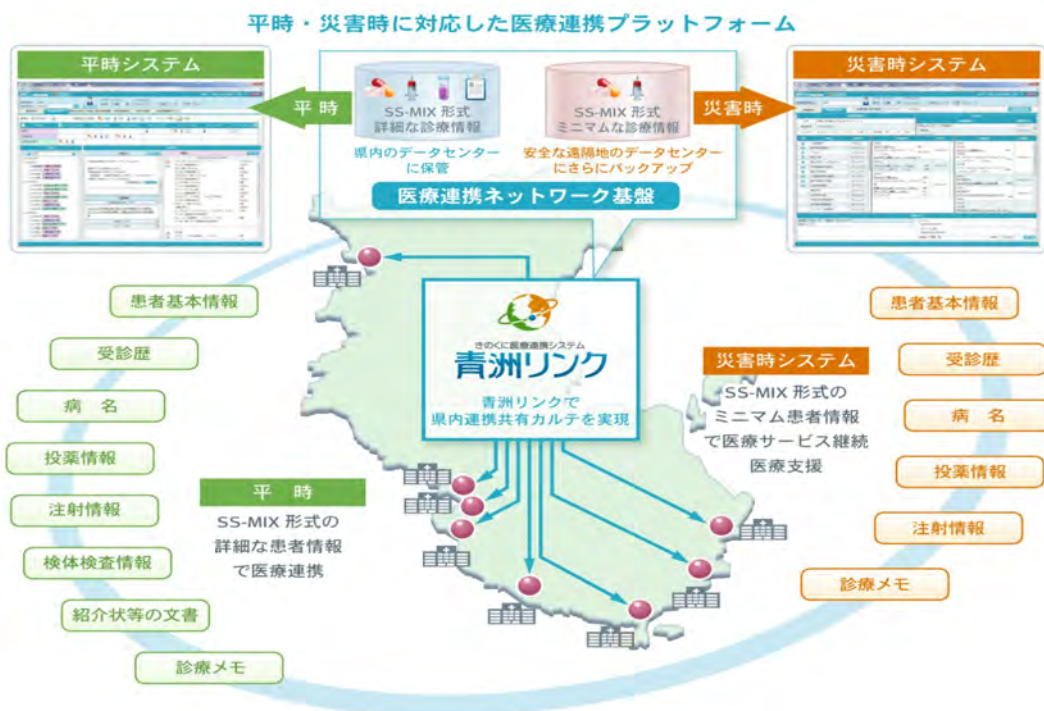 平時・災害時に対応した医療連携プラットフォーム
平時システム
災害時システム
平 時
SS-MIX 形式
詳細な診療情報
県内のデータセンター
に保管
SS-MIX 形式
ミニマムな診療情報
安全な遠隔地のデータセンター
にさらにバックアップ
災害時
医療連携ネットワーク基盤
きのくに医療連携システム
青洲リンク
青洲リンクで
県内連携共有カルテを実現
患者基本情報
受診歴
病 名
投薬情報
注射情報
検体検査情報
紹介状等の文書
診療メモ
平 時
SS-MIX 形式の
詳細な患者情報
で医療連携
災害時システム
SS-MIX 形式の
ミニマム患者情報
で医療サービス継続
医療支援
患者基本情報
受診歴
病 名
投薬情報
注射情報
診療メモ